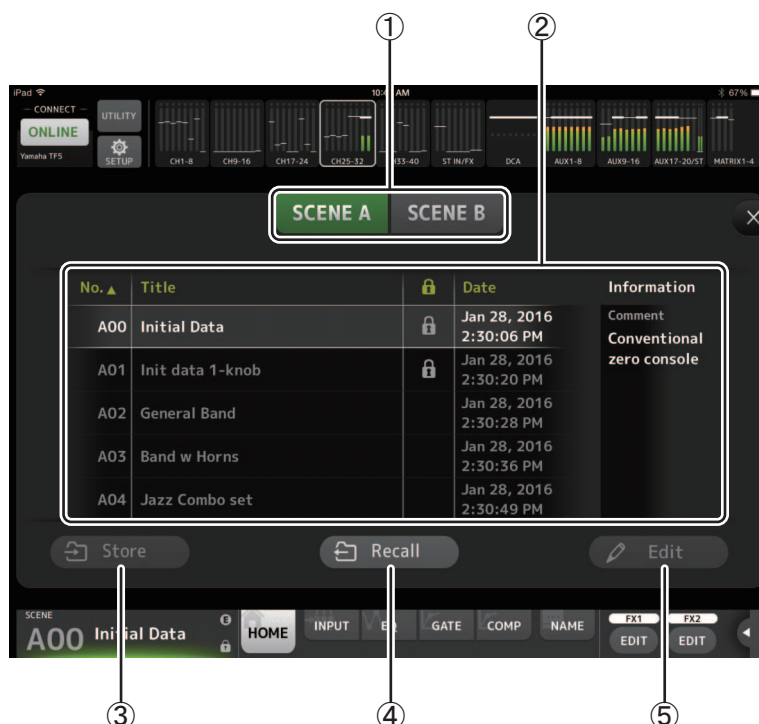 ① ②
iPad 10:4 AM 67%
CONNECT
ONLINE
Yamaha TF5
UTILITY
SETUP
CH1-8 CH9-16 CH17-24 CH25-32 H33-40 ST IN/FX DCA AUX1-8 AUX9-16 AUX17-20/ST MATRIX1-4
SCENE A SCENE B
No. ▲ Title Date Information
A00 Initial Data Jan 28, 2016
2:30:06 PM
Comment
Conventional
zero console
A01 Init data 1-knob Jan 28, 2016
2:30:20 PM
A02 General Band Jan 28, 2016
2:30:28 PM
A03 Band w Horns Jan 28, 2016
2:30:36 PM
A04 Jazz Combo set Jan 28, 2016
2:30:49 PM
Store Recall Edit
SCENE
A00 Initial Data E
HOME INPUT EQ GATE COMP NAME
FX1 FX2
EDIT EDIT
③ ④ ⑤